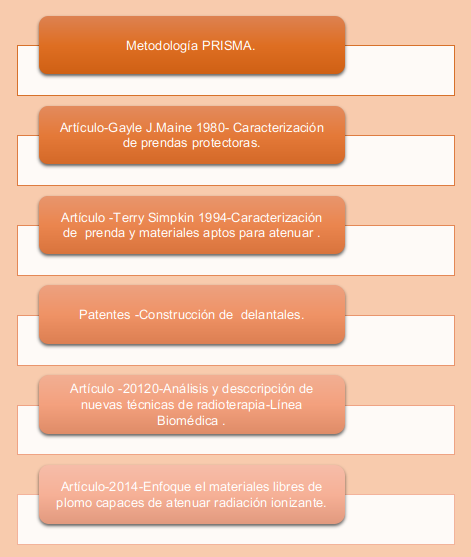 Metodología PRISMA.
Artículo-Gayle J.Maine 1980- Caracterización
de prendas protectoras.
Artículo -Terry Simpkin 1994-Caracterización
de prenda y materiales aptos para atenuar .
Patentes -Construcción de delantales.
Artículo -20120-Análisis y desccripción de
nuevas técnicas de radioterapia-Línea
Biomédica .
Artículo-2014-Enfoque el materiales libres de
plomo capaces de atenuar radiación ionizante.